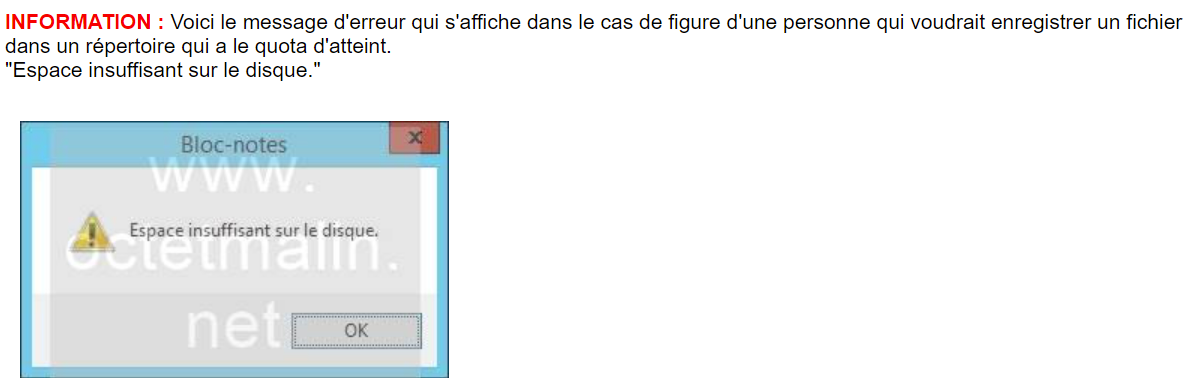 INFORMATION : Voici le message d'erreur qui s'affiche dans le cas de figure d'une personne qui voudrait enregistrer un fichier
dans un répertoire qui a le quota d'atteint.
"Espace insuffisant sur le disque."
Bloc-notes
x
www.
Espace insuffisant sur le disque.
octetmalin.
net
OK